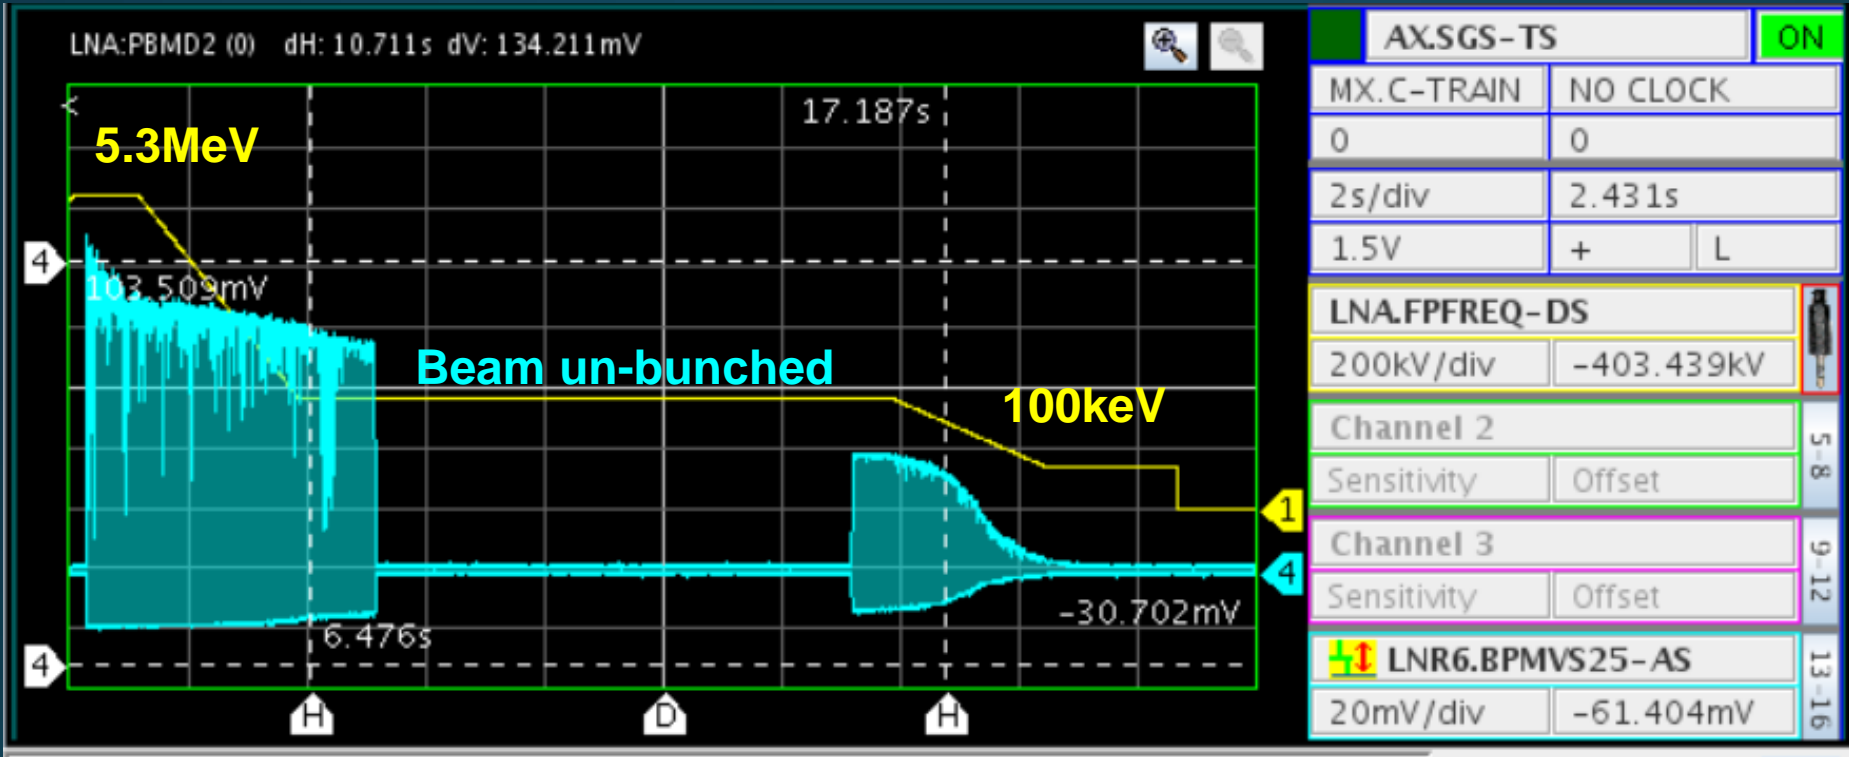 LNA:PBMD2 (0) dH: 10.711s dV: 134.211mV
<
17.187s
5.3MeV
4
103.509mV
Beam un-bunched
100keV
1
4
-30.702mV
6.476s
4
H
D
H
AX.SGS-TS
ON
MX.C-TRAIN
NO CLOCK
0
0
2s/div
2.431s
1.5V
+
L
LNA.FPFREQ-DS
200kV/div
-403.439kV
Channel 2
Sensitivity
Offset
5-8
Channel 3
Sensitivity
Offset
9-12
LNR6.BPMVS25-AS
20mV/div
-61.404mV
13-16